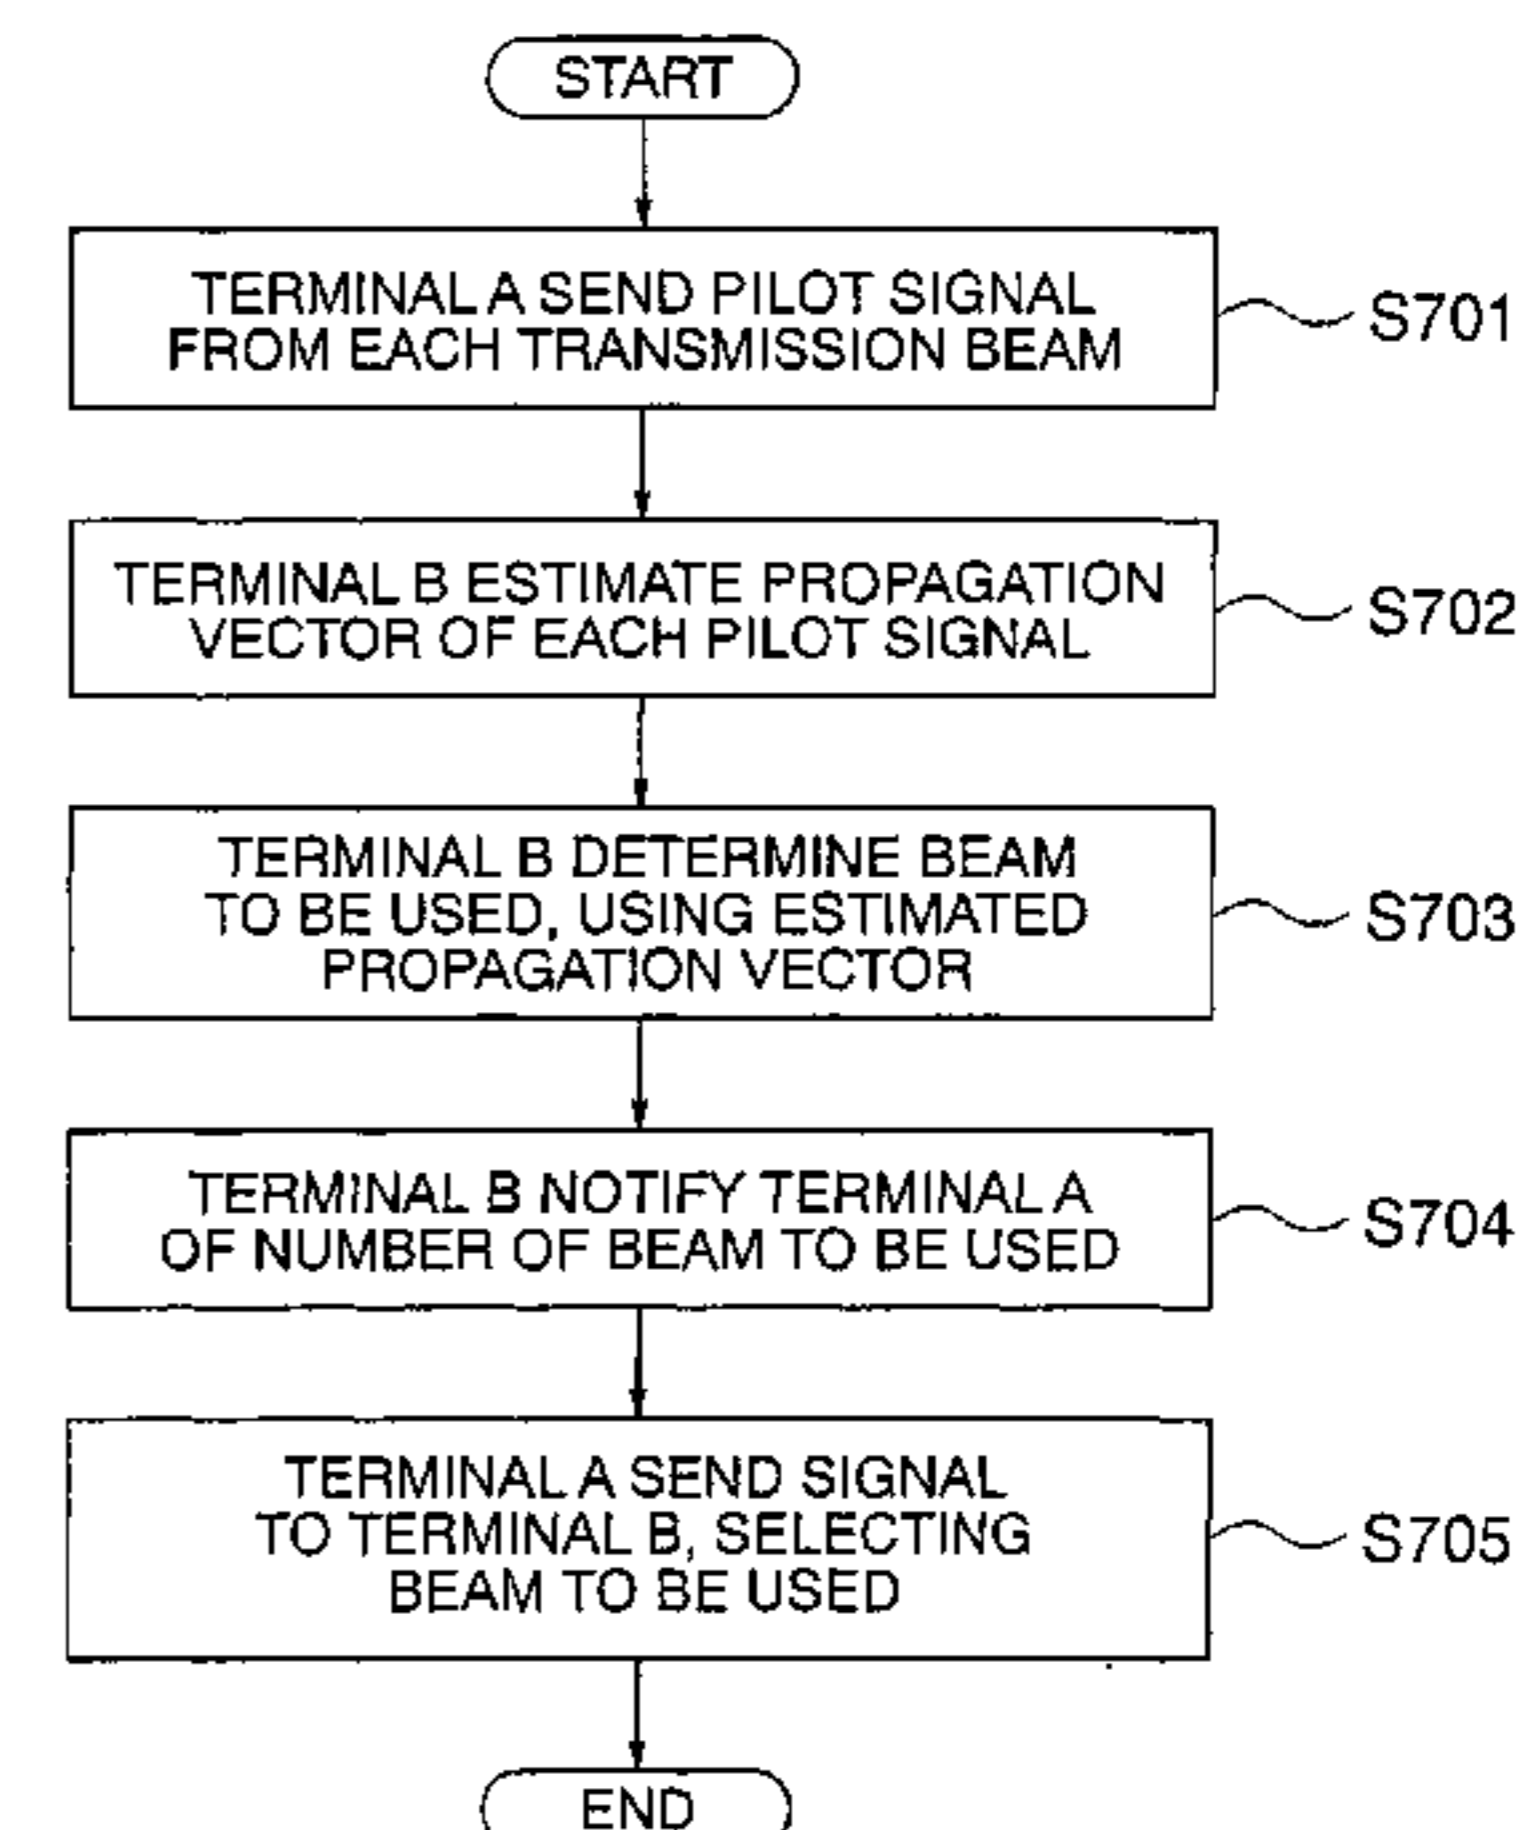 START
TERMINAL A SEND PILOT SIGNAL
FROM EACH TRANSMISSION BEAM
S701
TERMINAL B ESTIMATE PROPAGATION
VECTOR OF EACH PILOT SIGNAL
S702
TERMINAL B DETERMINE BEAM
TO BE USED, USING ESTIMATED
PROPAGATION VECTOR
S703
TERMINAL B NOTIFY TERMINAL A
OF NUMBER OF BEAM TO BE USED
S704
TERMINAL A SEND SIGNAL
TO TERMINAL B, SELECTING
BEAM TO BE USED
S705
END